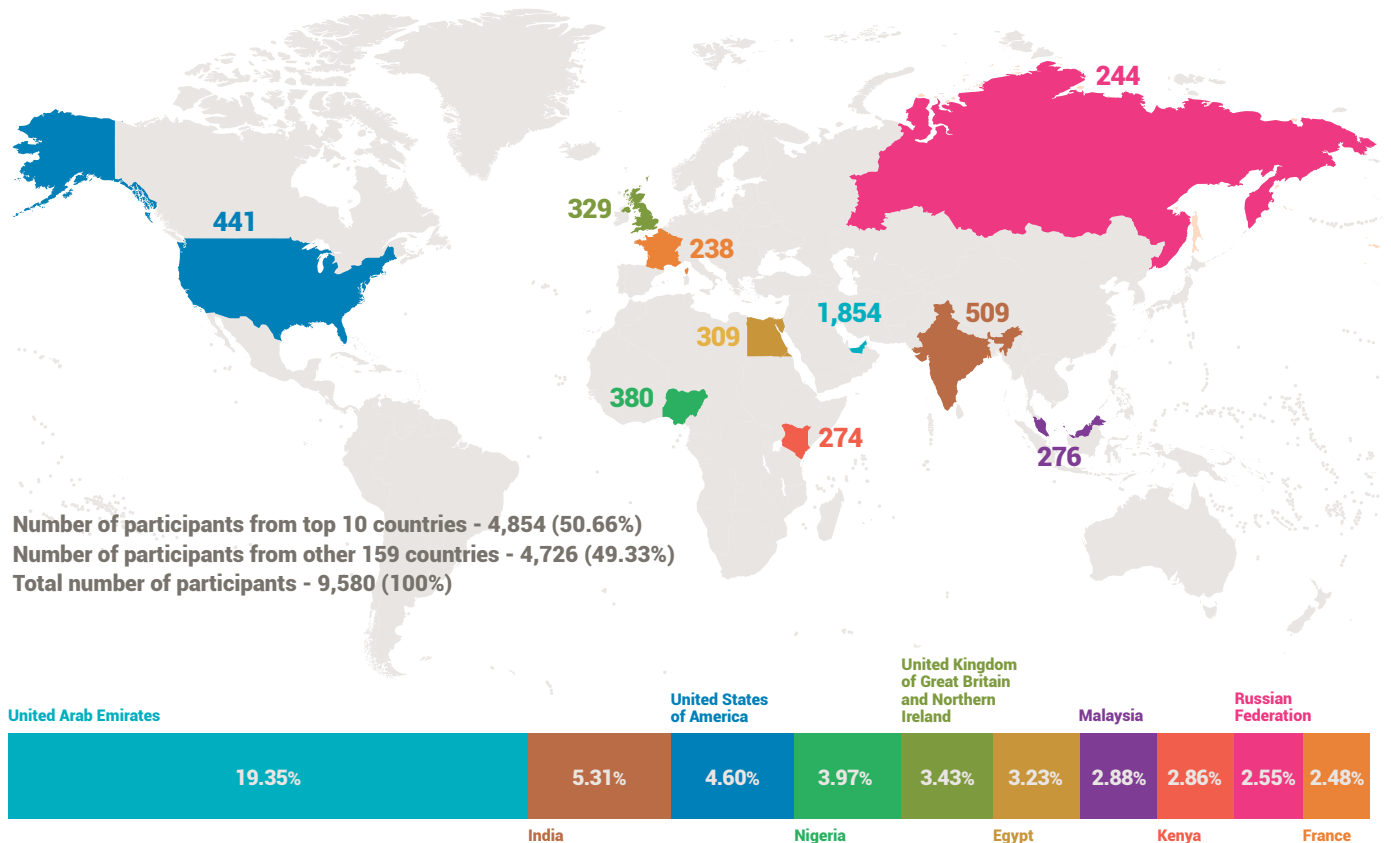 244
441
329
238
1,854
509
309
380
274
276
Number of participants from top 10 countries - 4,854 (50.66%)
Number of participants from other 159 countries - 4,726 (49.33%)
Total number of participants - 9,580 (100%)
United Arab Emirates
United States
of America
United Kingdom
of Great Britain
and Northern
Ireland
Malaysia
Russian
Federation
19.35%
5.31%
4.60%
3.97%
3.43%
3.23%
2.88%
2.86%
2.55%
2.48%
India
Nigeria
Egypt
Kenya
France